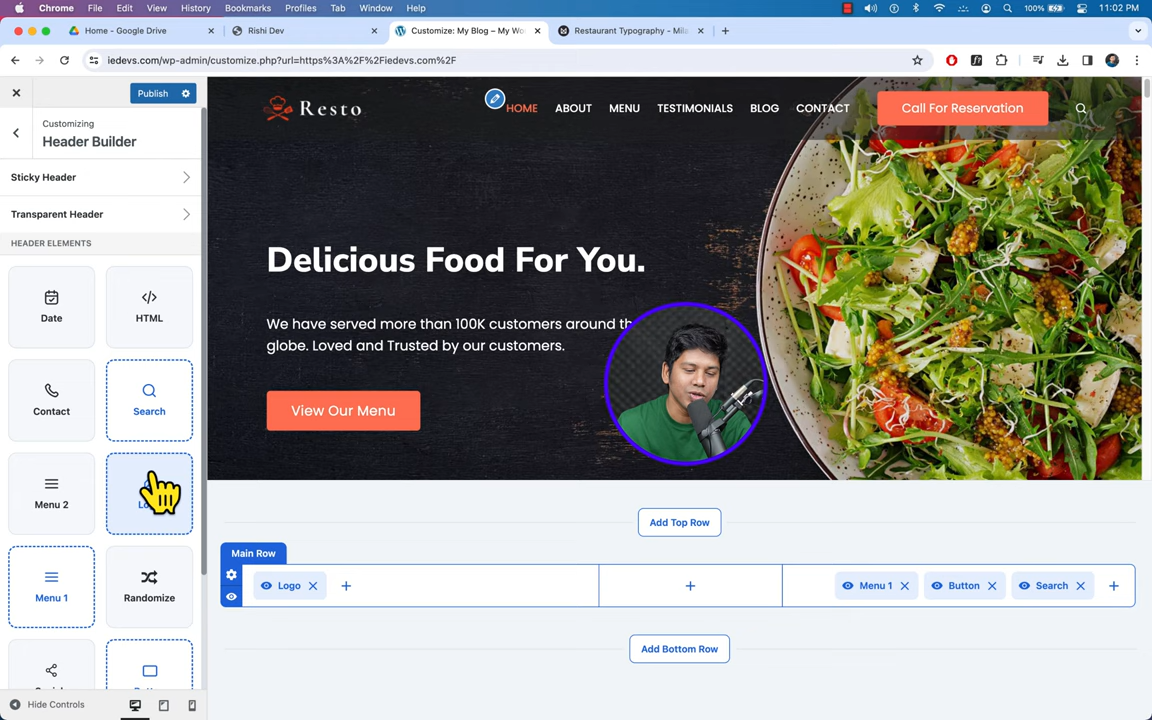 Chrome File Edit View History Bookmarks Profiles Tab Window Help 100% 11:02 PM
Home - Google Drive
Rishi Dev
Customize: My Blog – My Wo
Restaurant Typography - Mila
iedevs.com/wp-admin/customize.php?url=https%3A%2F%2Fiedevs.com%2F
Publish
Customizing
Header Builder
Sticky Header
Transparent Header
HEADER ELEMENTS
Date
HTML
Contact
Search
Menu 2
Menu 1
Randomize
Hide Controls
Resto
HOME ABOUT MENU TESTIMONIALS BLOG CONTACT
Call For Reservation
Delicious Food For You.
We have served more than 100K customers around th
globe. Loved and Trusted by our customers.
View Our Menu
Add Top Row
Main Row
Logo
Menu 1
Button
Search
Add Bottom Row